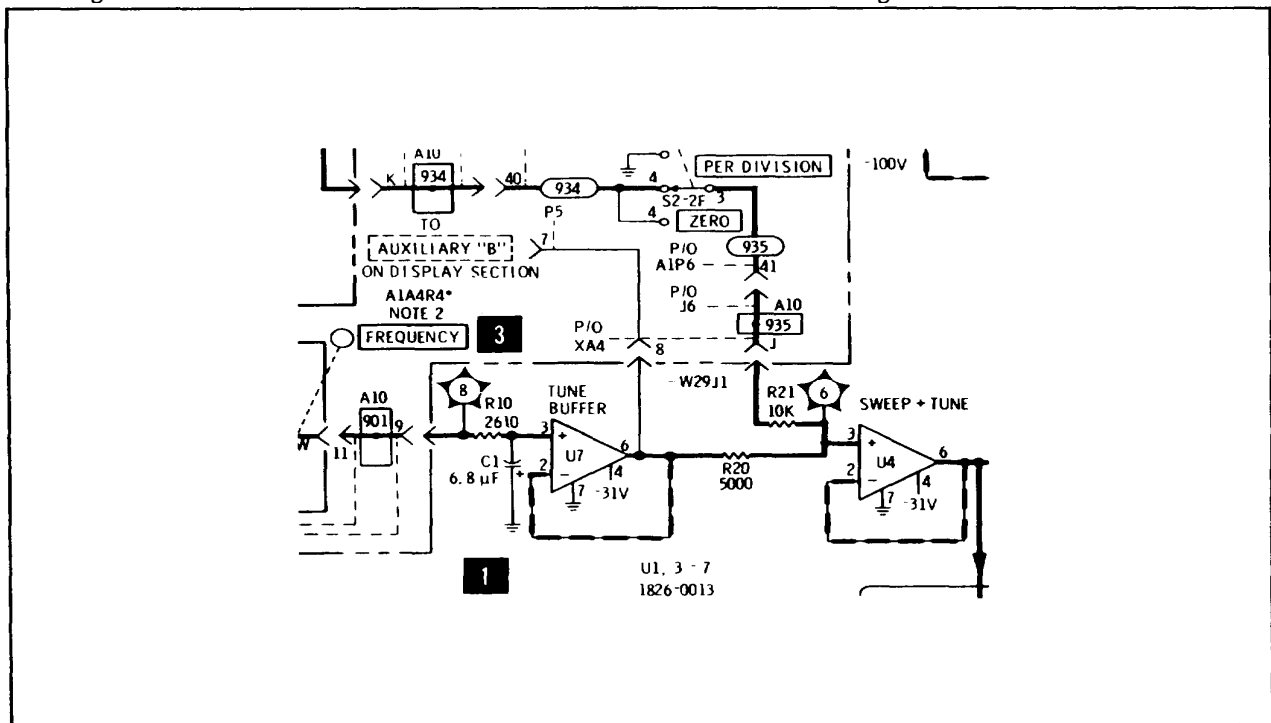 A10
934
K
40
934
P5
7
TO
AUXILIARY "B"
ON DISPLAY SECTION
A1A4R4*
NOTE 2
FREQUENCY
3
4
S2-2F
3
PER DIVISION
4
ZERO
-100V
935
P/O
A1P6
41
P/O
J6
A10
935
P/O
XA4
8
J
-W29J1
W
11
A10
901
9
8
R10
2610
C1
6.8 µF
+
TUNE
BUFFER
3
+
2
-
U7
6
4
-31V
7
R20
5000
R21
10K
6
SWEEP + TUNE
3
+
2
-
U4
6
4
-31V
7
1
U1, 3 - 7
1826-0013